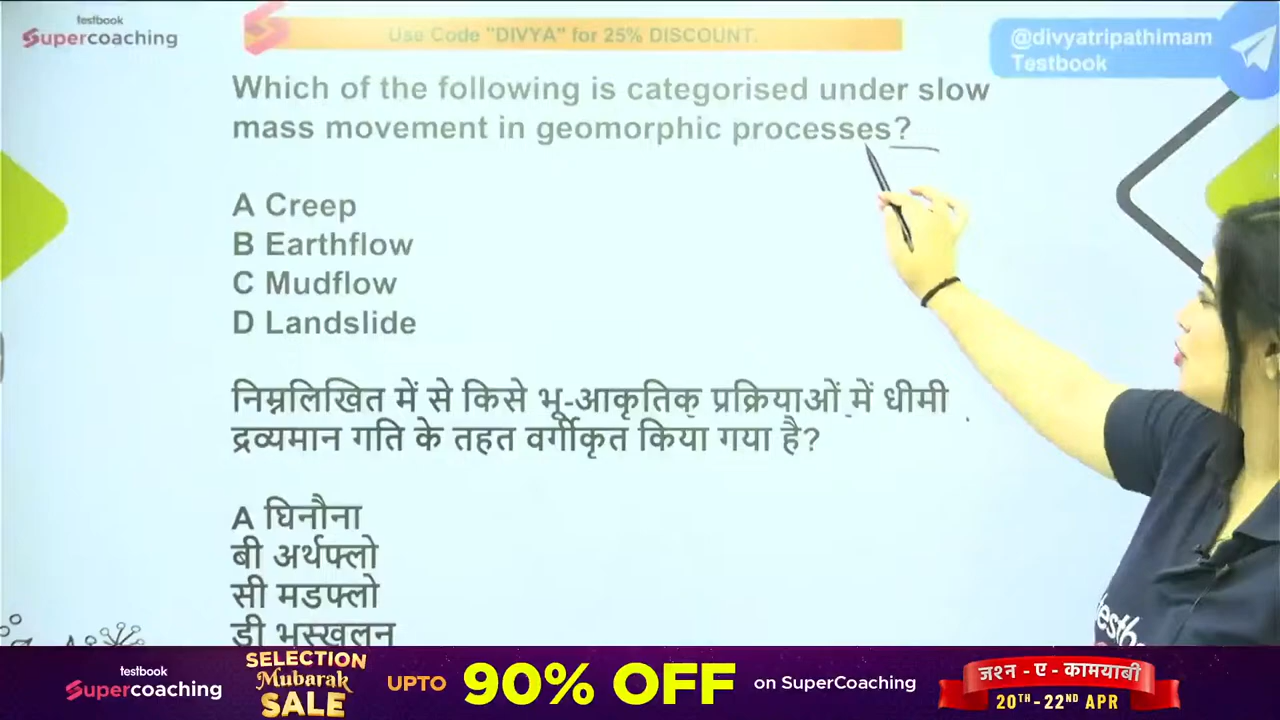 testbook
Supercoaching
Use Code "DIVYA" for 25% DISCOUNT.
@divyatripathimam
Testbook
Which of the following is categorised under slow
mass movement in geomorphic processes?
A Creep
B Earthflow
C Mudflow
D Landslide
निम्नलिखित में से किसे भू-आकृतिक प्रक्रियाओं में धीमी
द्रव्यमान गति के तहत वर्गीकृत किया गया है?
A घिनौना
बी अर्थफ्लो
सी मडफ्लो
डी भूस्खलन
testbook
Supercoaching
SELECTION
Mubarak
SALE
UPTO 90% OFF on SuperCoaching
जश्न - ए - कामयाबी
20TH - 22ND APR